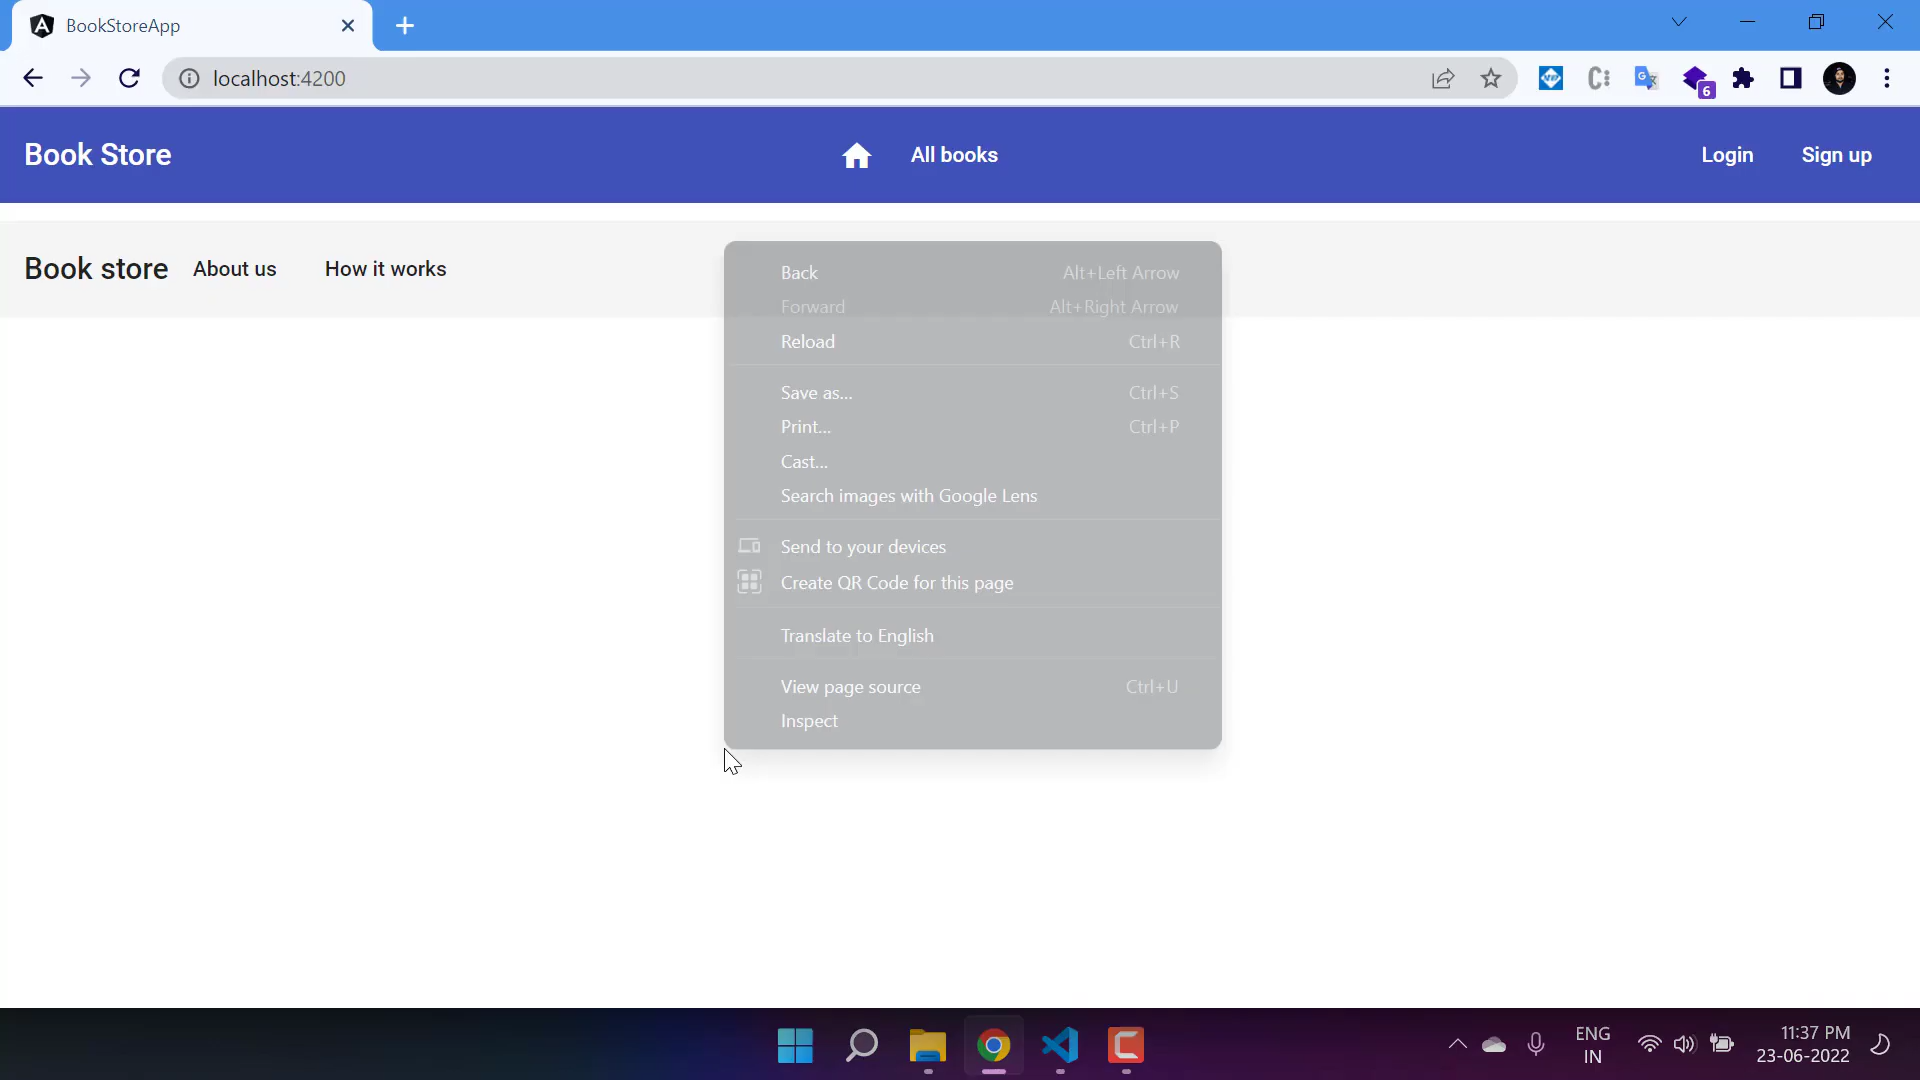 BookStoreApp
localhost:4200
6
Book Store
All books
Login
Sign up
Book store
About us
How it works
Back Alt+Left Arrow
Forward Alt+Right Arrow
Reload Ctrl+R
Save as... Ctrl+S
Print... Ctrl+P
Cast...
Search images with Google Lens
Send to your devices
Create QR Code for this page
Translate to English
View page source Ctrl+U
Inspect
ENG
IN
11:37 PM
23-06-2022